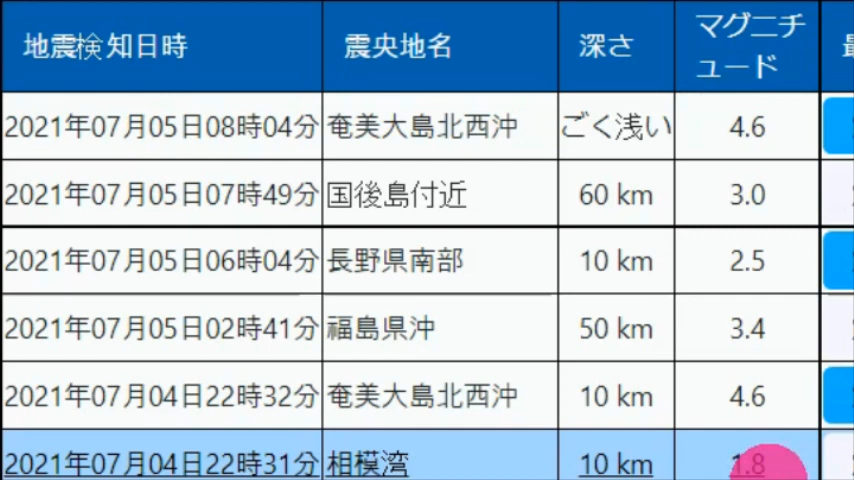 地震検知日時 震央地名 深さ マグニチュード
2021年07月05日08時04分 奄美大島北西沖 ごく浅い 4.6
2021年07月05日07時49分 国後島付近 60 km 3.0
2021年07月05日06時04分 長野県南部 10 km 2.5
2021年07月05日02時41分 福島県沖 50 km 3.4
2021年07月04日22時32分 奄美大島北西沖 10 km 4.6
2021年07月04日22時31分 相模湾 10 km 1.8